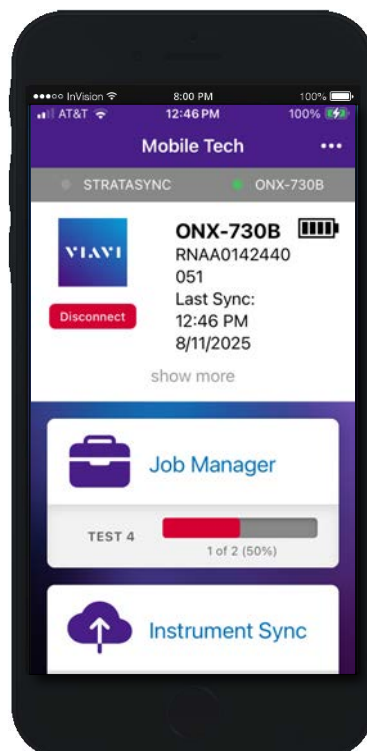 InVision 8:00 PM 100%
AT&T 12:46 PM 100%
Mobile Tech
STRATASYNC ONX-730B
VIAVI
ONX-730B
RNAA0142440
051
Last Sync:
12:46 PM
8/11/2025
Disconnect
show more
Job Manager
TEST 4
1 of 2 (50%)
Instrument Sync